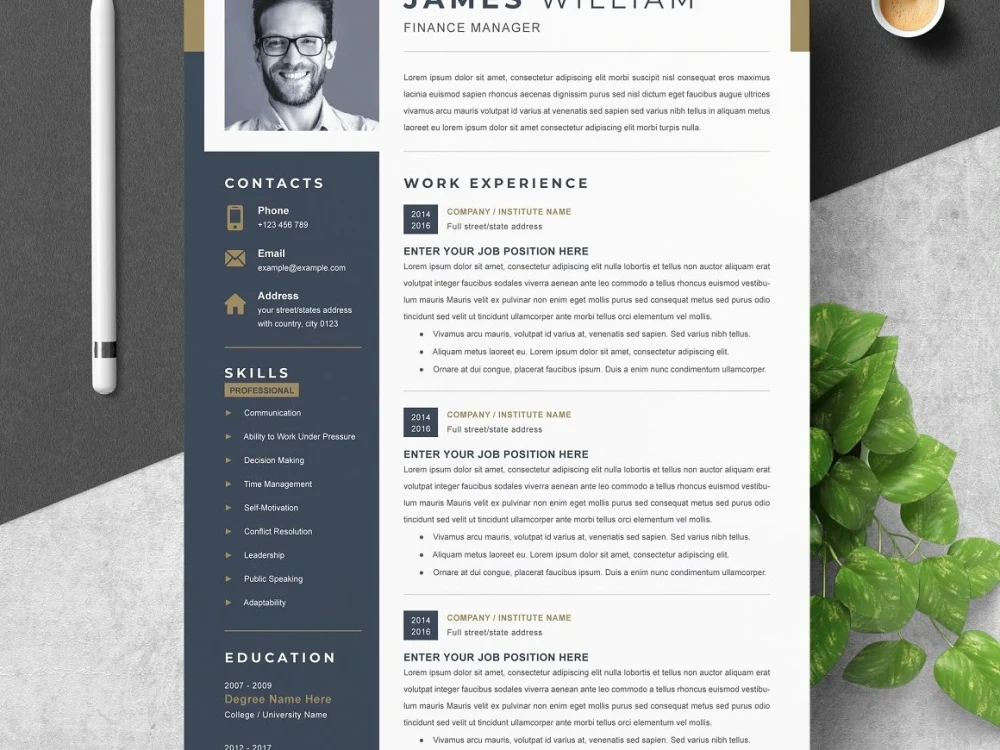 JAMES WILLIAM
FINANCE MANAGER
Lorem ipsum dolor sit amet, consectetur adipiscing elit morbi suscipit nisl consequat eros maximus
lacinia euismod sapien rhoncus aecenas dignissim purus sed nisl dictum eget faucibus augue ultrices
vivamus arcu mauris volutpat id varius at venenatis sed sapien sed varius nibh tellus in aliquam metus
laoreet eu lorem ipsum dolor sit amet consectetur adipiscing elit morbi turpis nulla.
CONTACTS
Phone
+123 456 789
Email
example@example.com
Address
your street/states address
with country, city 0123
SKILLS
PROFESSIONAL
Communication
Ability to Work Under Pressure
Decision Making
Time Management
Self-Motivation
Conflict Resolution
Leadership
Public Speaking
Adaptability
EDUCATION
2007 - 2009
Degree Name Here
College / University Name
2012 - 2017
WORK EXPERIENCE
2014
2016
COMPANY / INSTITUTE NAME
Full street/state address
ENTER YOUR JOB POSITION HERE
Lorem ipsum dolor sit amet, consectetur adipiscing elit nulla lobortis et tellus non auctor aliquam erat
volutpat integer faucibus sodales viverra aenean ante leo commodo a tellus rhoncus euismod vestibu-
lum mauris Mauris velit ex pulvinar non enim eget mollis purus sed consequat metus sed purus odio
tincidunt sed velit ut tincidunt ullamcorper ante morbi tellus orci elementum vel mollis.
• Vivamus arcu mauris, volutpat id varius at, venenatis sed sapien. Sed varius nibh tellus.
• Aliquam metus laoreet eu. Lorem ipsum dolor sit amet, consectetur adipiscing elit.
• Ornare at dui congue, placerat faucibus ipsum. Duis a enim nunc condimentum ullamcorper.
2014
2016
COMPANY / INSTITUTE NAME
Full street/state address
ENTER YOUR JOB POSITION HERE
Lorem ipsum dolor sit amet, consectetur adipiscing elit nulla lobortis et tellus non auctor aliquam erat
volutpat integer faucibus sodales viverra aenean ante leo commodo a tellus rhoncus euismod vestibu-
lum mauris Mauris velit ex pulvinar non enim eget mollis purus sed consequat metus sed purus odio
tincidunt sed velit ut tincidunt ullamcorper ante morbi tellus orci elementum vel mollis.
• Vivamus arcu mauris, volutpat id varius at, venenatis sed sapien. Sed varius nibh tellus.
• Aliquam metus laoreet eu. Lorem ipsum dolor sit amet, consectetur adipiscing elit.
• Ornare at dui congue, placerat faucibus ipsum. Duis a enim nunc condimentum ullamcorper.
2014
2016
COMPANY / INSTITUTE NAME
Full street/state address
ENTER YOUR JOB POSITION HERE
Lorem ipsum dolor sit amet, consectetur adipiscing elit nulla lobortis et tellus non auctor aliquam erat
volutpat integer faucibus sodales viverra aenean ante leo commodo a tellus rhoncus euismod vestibu-
lum mauris Mauris velit ex pulvinar non enim eget mollis purus sed consequat metus sed purus odio
tincidunt sed velit ut tincidunt ullamcorper ante morbi tellus orci elementum vel mollis.
• Vivamus arcu mauris, volutpat id varius at, venenatis sed sapien. Sed varius nibh tellus.